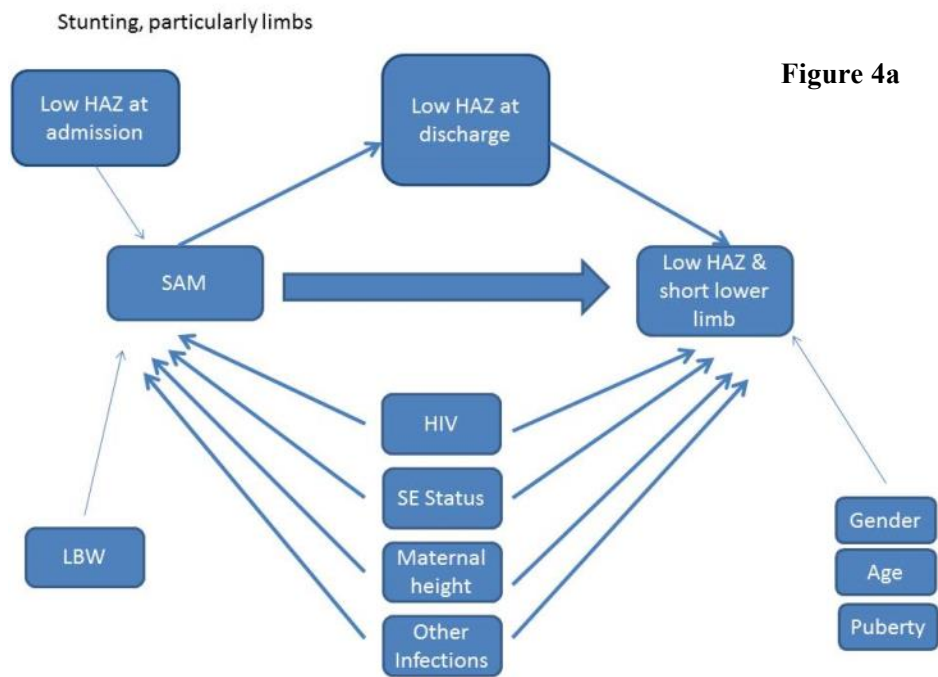 Stunting, particularly limbs
Figure 4a
Low HAZ at
admission
Low HAZ at
discharge
SAM
Low HAZ &
short lower
limb
HIV
SE Status
Maternal
height
Other
Infections
LBW
Gender
Age
Puberty